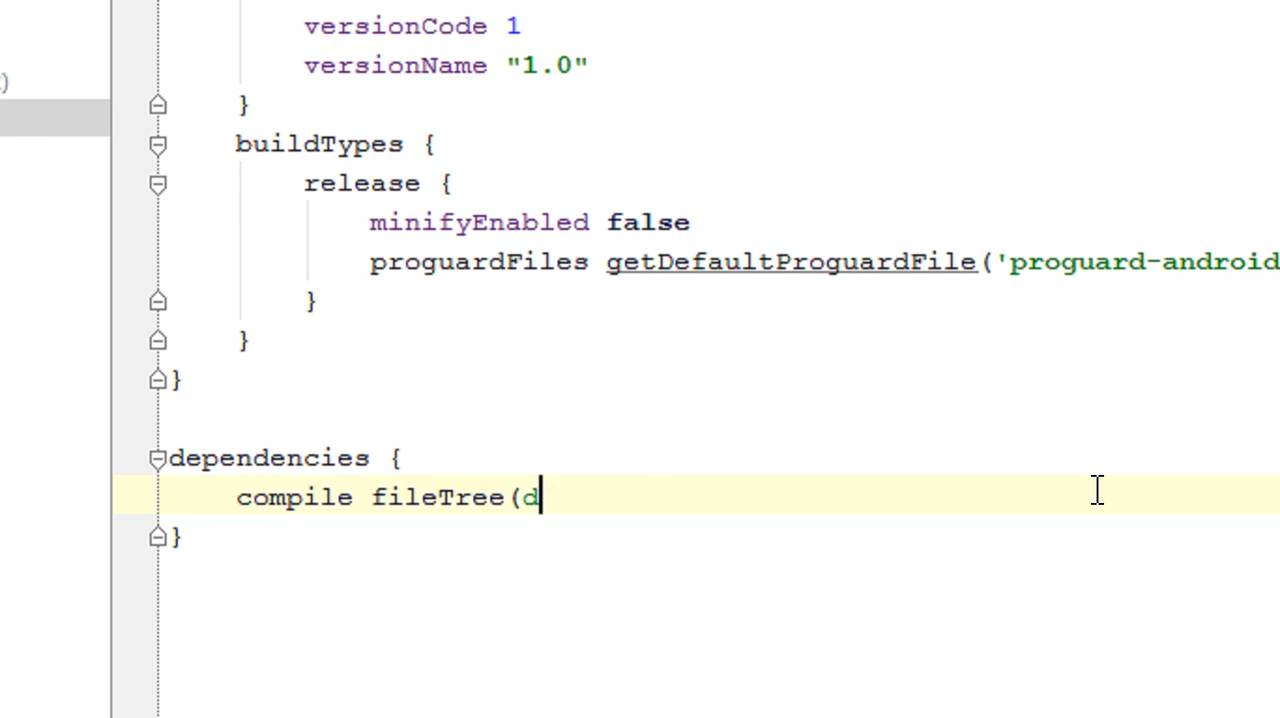 )
versionCode 1
versionName "1.0"
}
buildTypes {
release {
minifyEnabled false
proguardFiles getDefaultProguardFile('proguard-android
}
}
}
dependencies {
compile fileTree(d
}